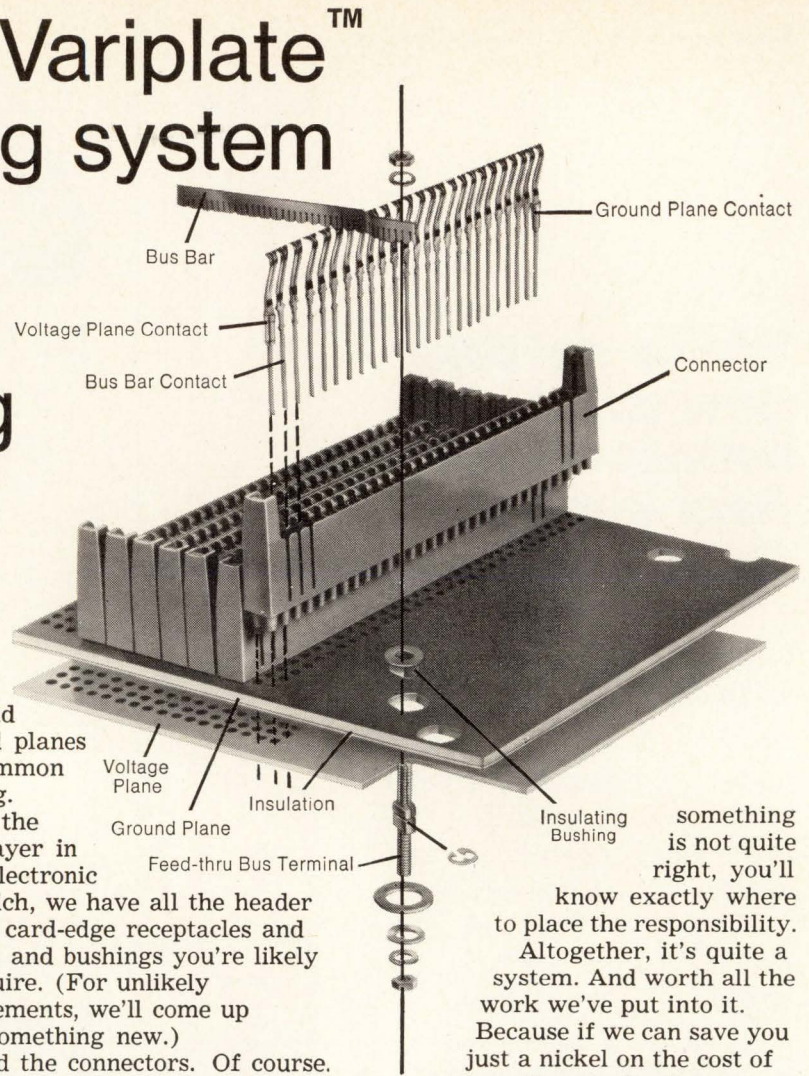 Variplate™
g system
Bus Bar
Ground Plane Contact
Voltage Plane Contact
Bus Bar Contact
Connector
g
d
planes
mmon
g.
the
ayer in
lectronic
ich, we have all the header
card-edge receptacles and
and bushings you're likely
uire. (For unlikely
ements, we'll come up
omething new.)
d the connectors. Of course.
Voltage
Plane
Insulation
Ground Plane
Feed-thru Bus Terminal
Insulating
Bushing
something
is not quite
right, you'll
know exactly where
to place the responsibility.
Altogether, it's quite a
system. And worth all the
work we've put into it.
Because if we can save you
just a nickel on the cost of